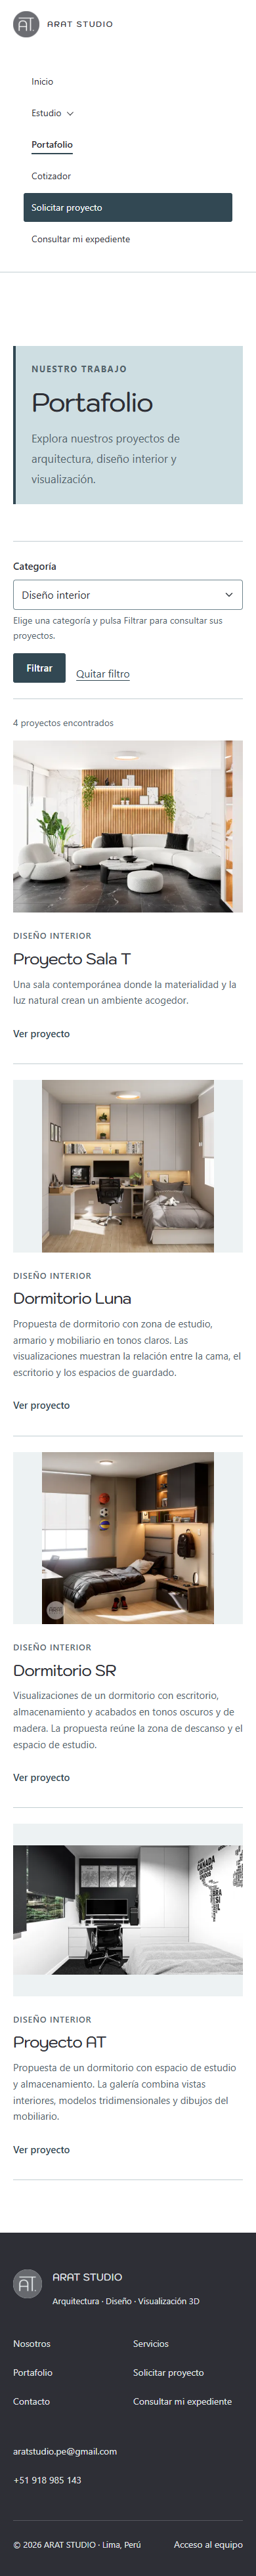 AT
ARAT STUDIO
Inicio
Estudio
Portafolio
Cotizador
Solicitar proyecto
Consultar mi expediente
NUESTRO TRABAJO
Portafolio
Explora nuestros proyectos de
arquitectura, diseño interior y
visualización.
Categoría
Diseño interior
Elige una categoría y pulsa Filtrar para consultar sus
proyectos.
Filtrar
Quitar filtro
4 proyectos encontrados
DISEÑO INTERIOR
Proyecto Sala T
Una sala contemporánea donde la materialidad y la
luz natural crean un ambiente acogedor.
Ver proyecto
DISEÑO INTERIOR
Dormitorio Luna
Propuesta de dormitorio con zona de estudio,
armario y mobiliario en tonos claros. Las
visualizaciones muestran la relación entre la cama, el
escritorio y los espacios de guardado.
Ver proyecto
DISEÑO INTERIOR
Dormitorio SR
Visualizaciones de un dormitorio con escritorio,
almacenamiento y acabados en tonos oscuros y de
madera. La propuesta reúne la zona de descanso y el
espacio de estudio.
Ver proyecto
CANADA
BRASIL
DISEÑO INTERIOR
Proyecto AT
Propuesta de un dormitorio con espacio de estudio
y almacenamiento. La galería combina vistas
interiores, modelos tridimensionales y dibujos del
mobiliario.
Ver proyecto
AT
ARAT STUDIO
Arquitectura · Diseño · Visualización 3D
Nosotros
Servicios
Portafolio
Solicitar proyecto
Contacto
Consultar mi expediente
aratstudio.pe@gmail.com
+51 918 985 143
© 2026 ARAT STUDIO · Lima, Perú
Acceso al equipo